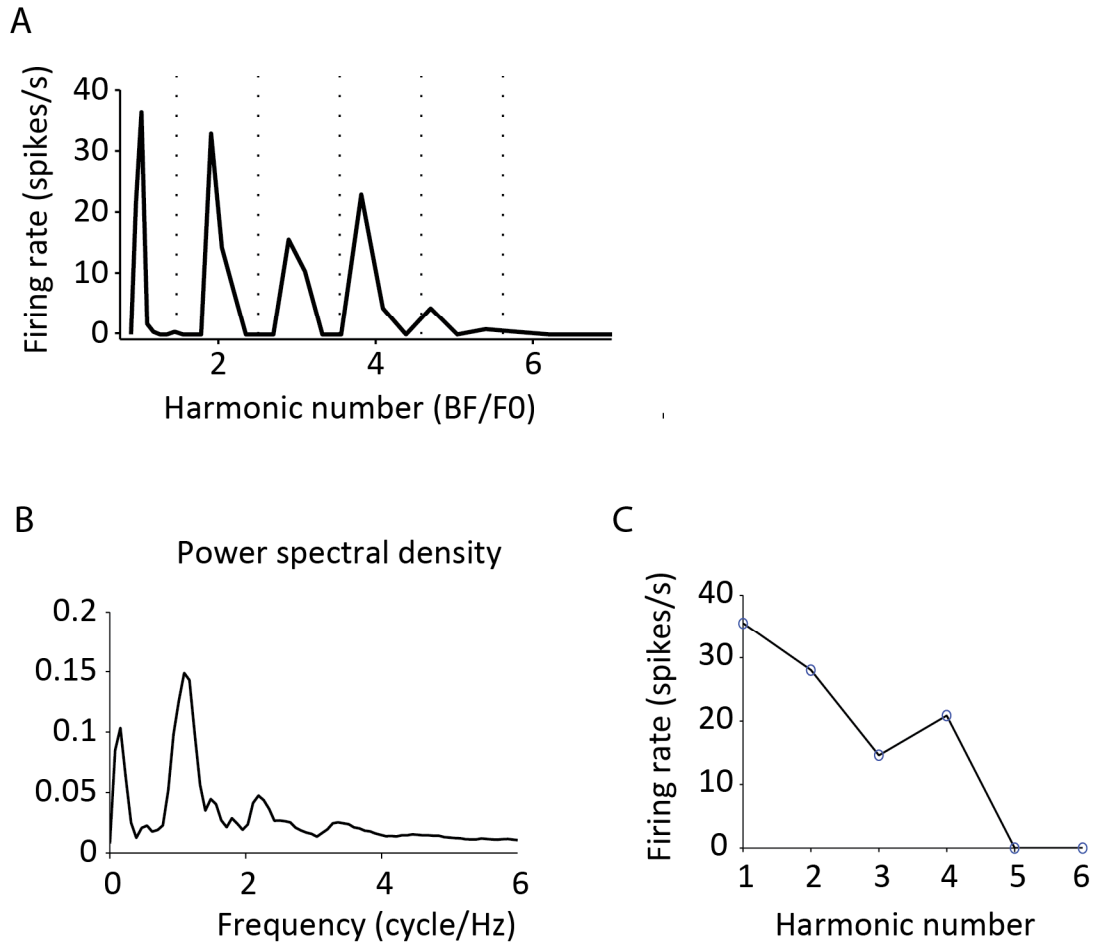 A
Firing rate (spikes/s)
40
30
20
10
0
2 4 6
Harmonic number (BF/F0)
B
Power spectral density
0.2
0.15
0.1
0.05
0
0 2 4 6
Frequency (cycle/Hz)
C
Firing rate (spikes/s)
40
30
20
10
0
1 2 3 4 5 6
Harmonic number